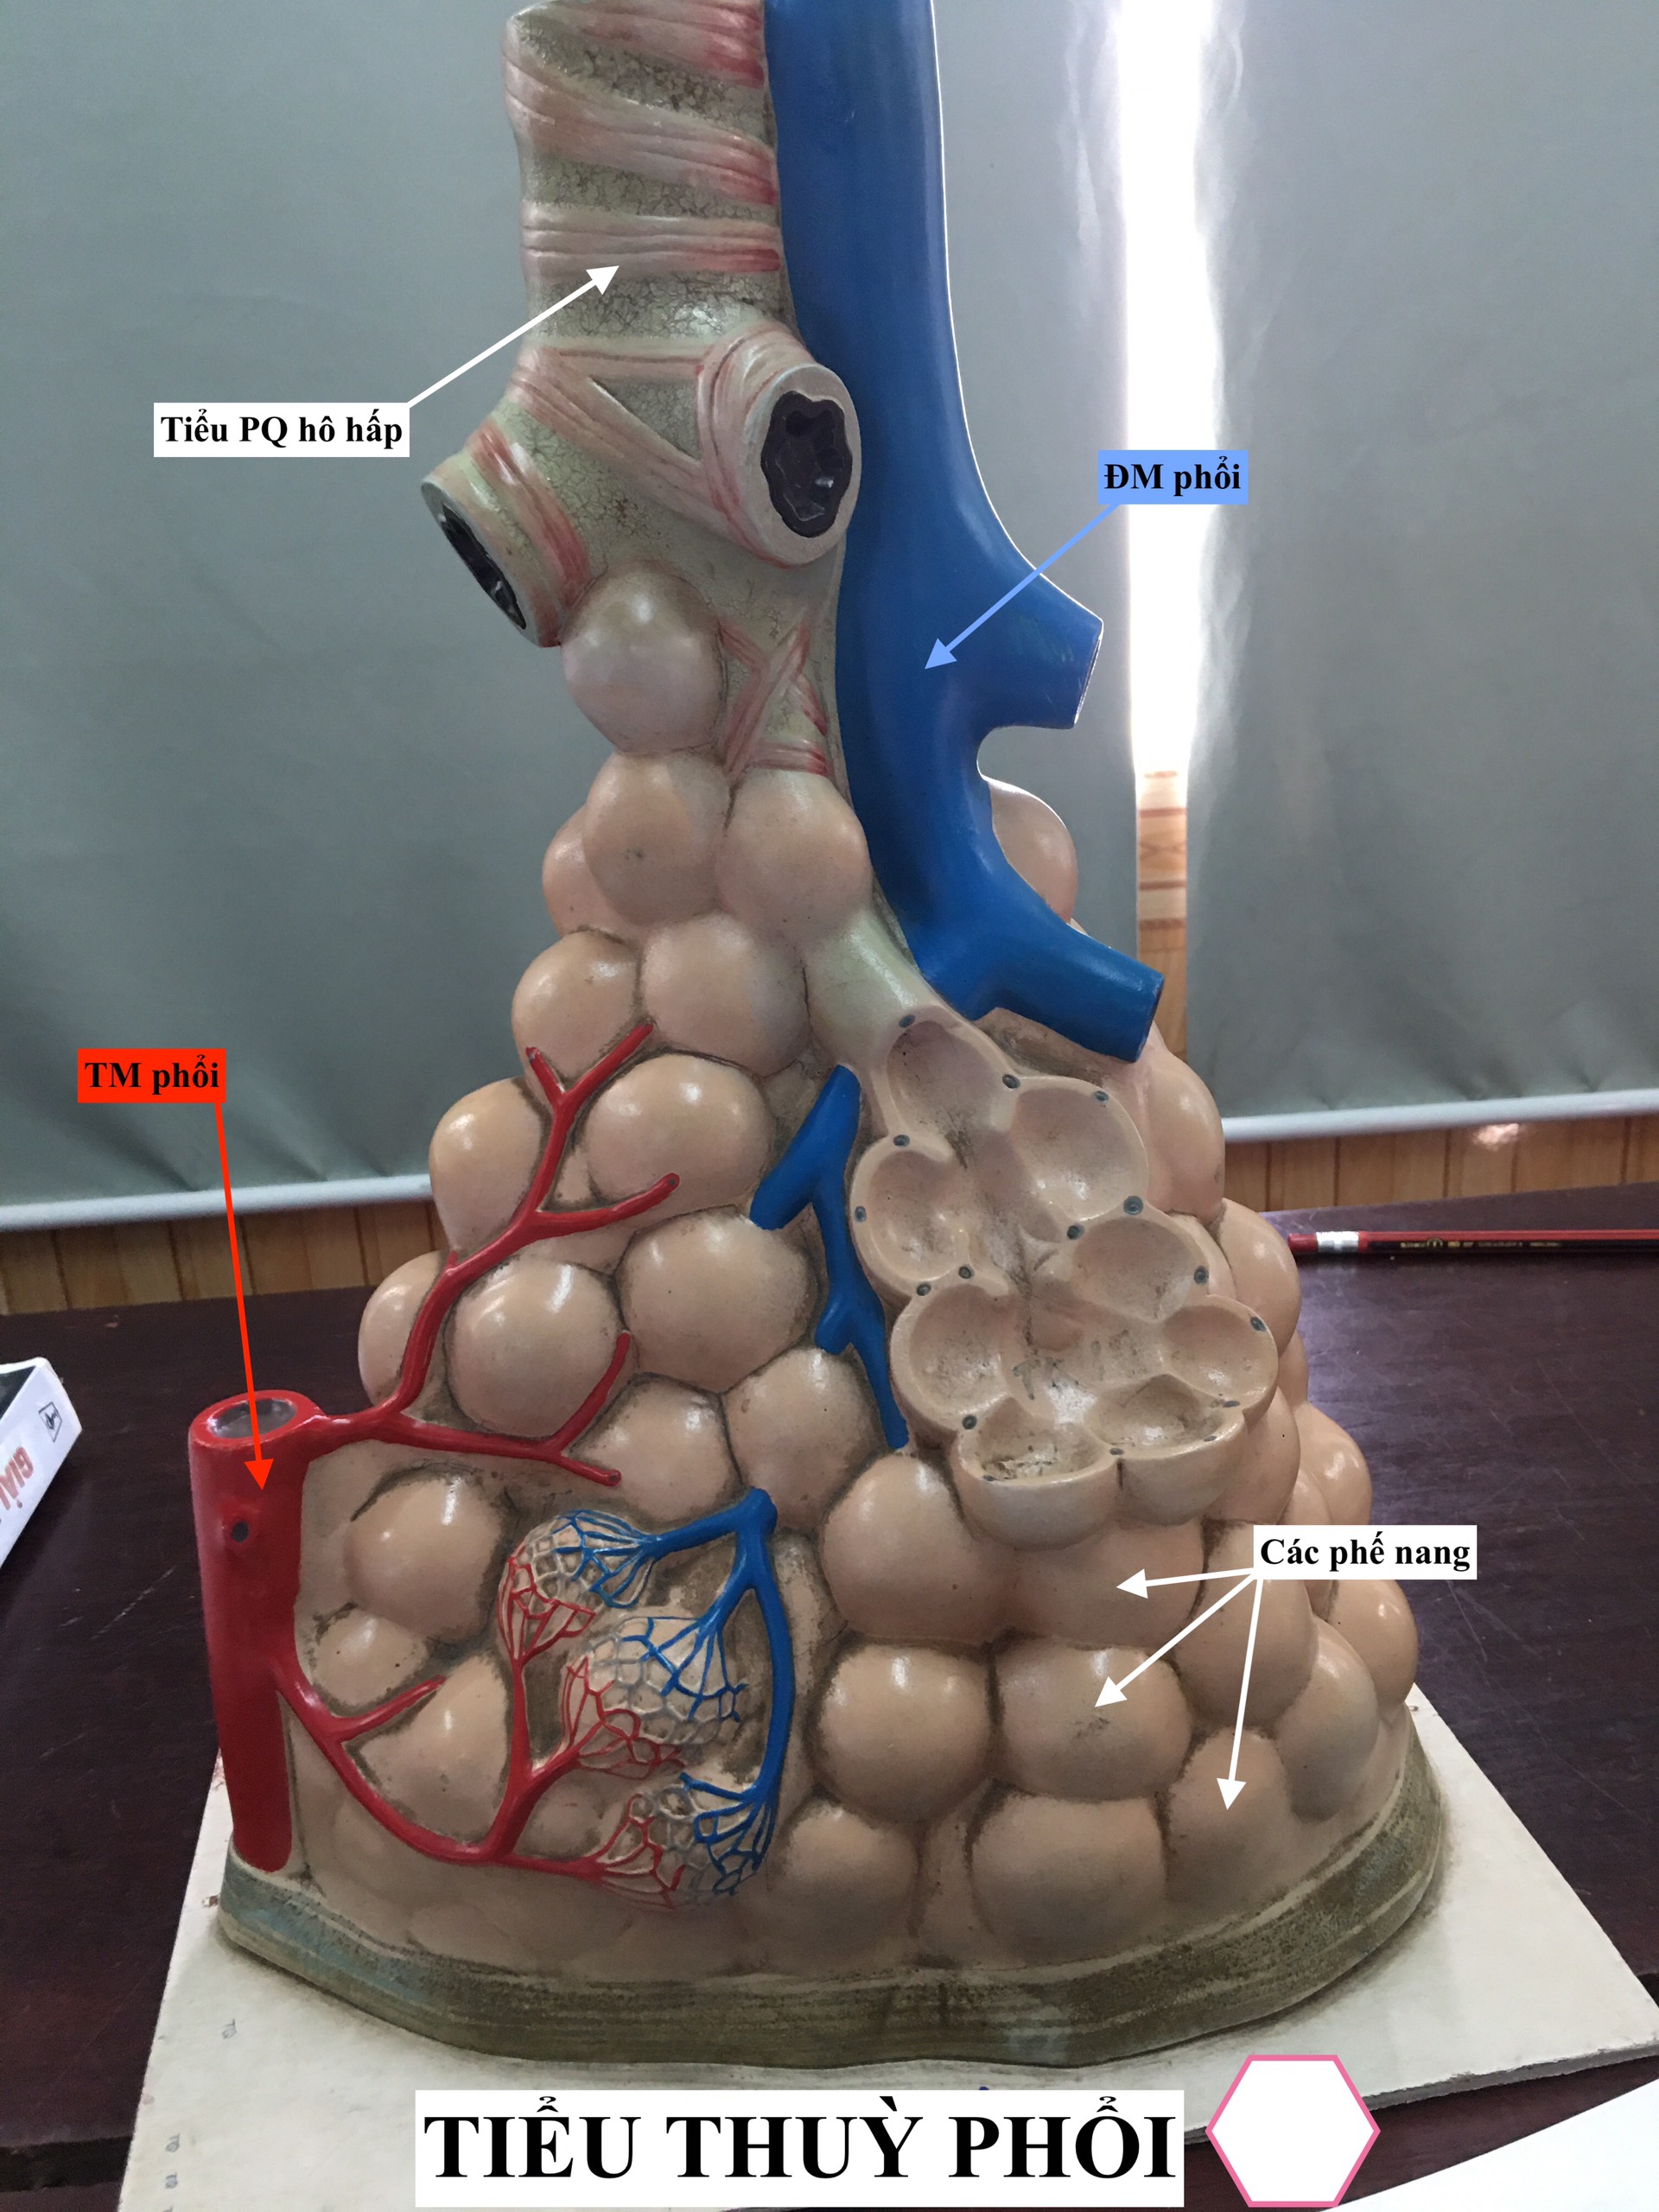 Tiểu PQ hô hấp
ĐM phổi
TM phổi
Các phế nang
TIỂU THUỲ PHỔI